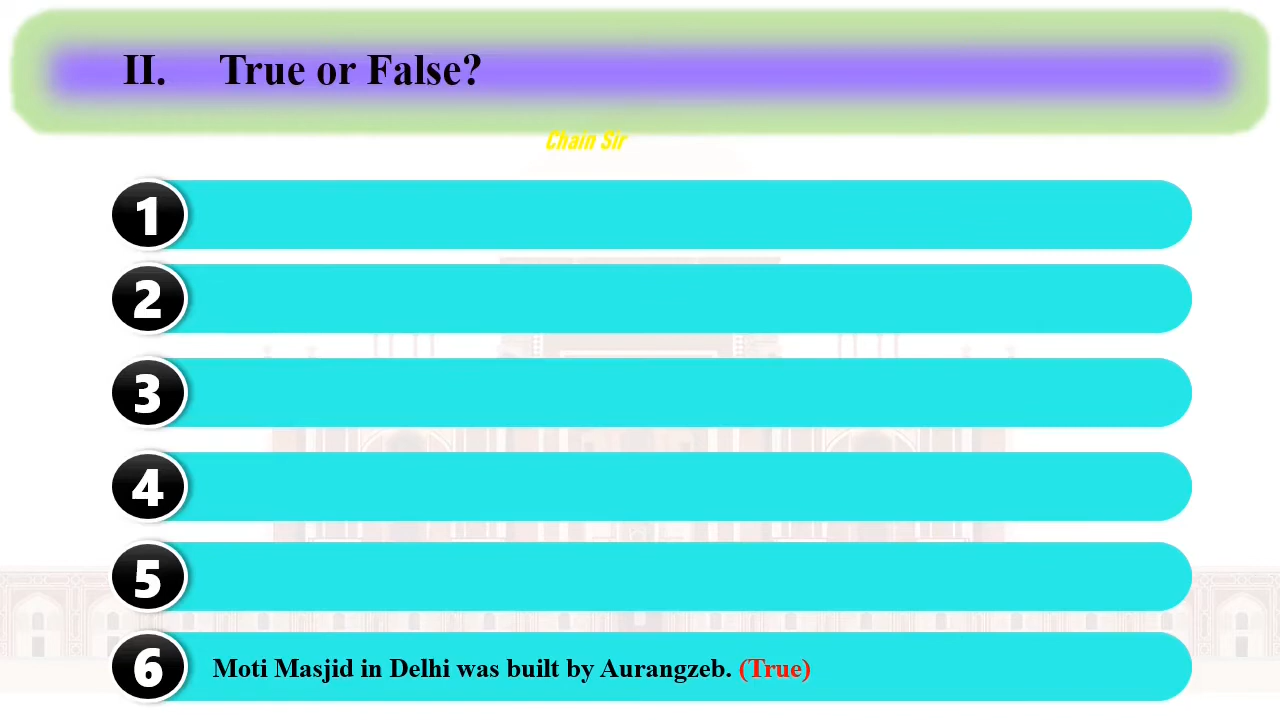 II. True or False?
Chain Sir
1
2
3
4
5
6 Moti Masjid in Delhi was built by Aurangzeb. (True)